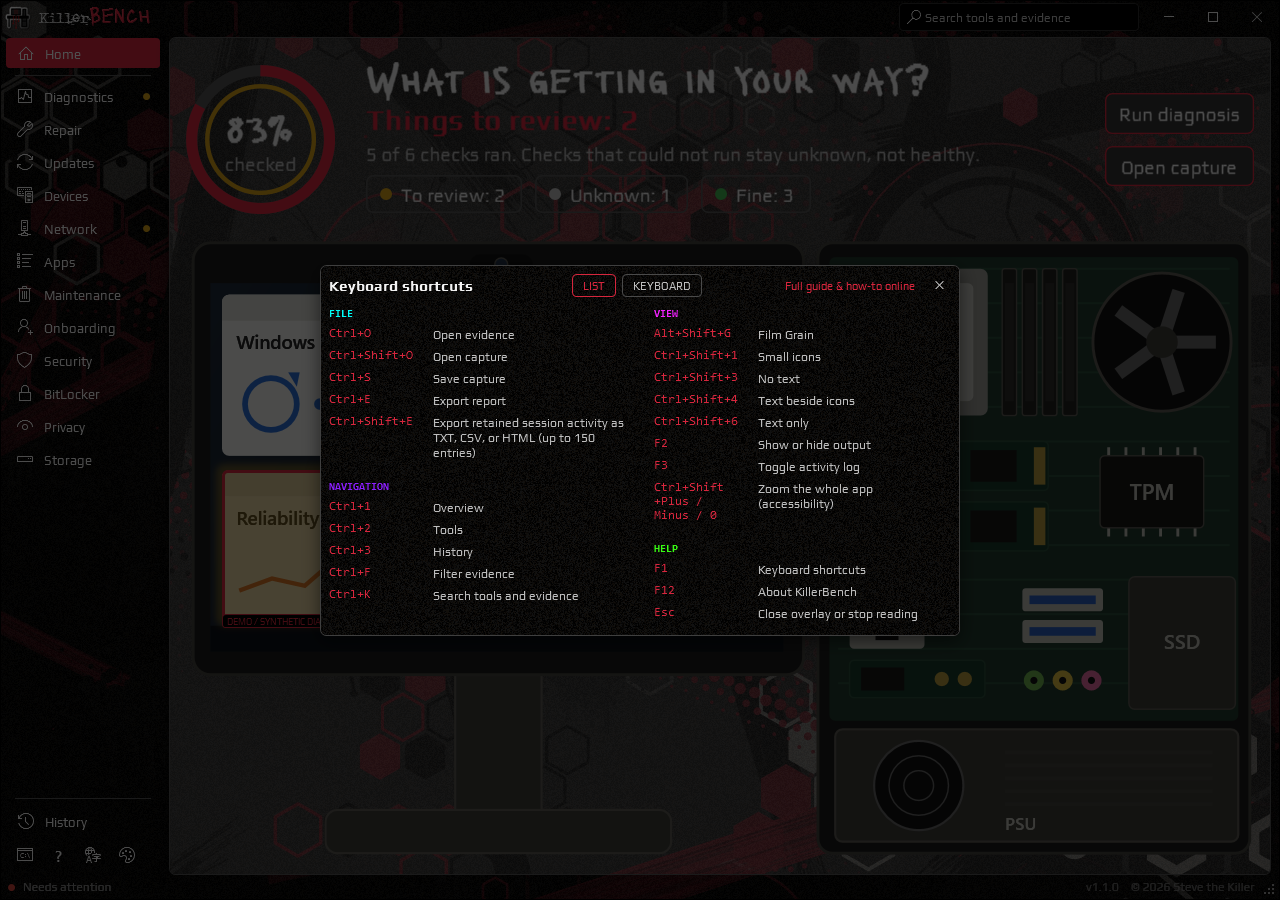 KillerBENCH
Search tools and evidence
Home
Diagnostics
Repair
Updates
Devices
Network
Apps
Maintenance
Onboarding
Security
BitLocker
Privacy
Storage
History
Needs attention
83%
checked
WHAT IS GETTING IN YOUR WAY?
Things to review: 2
5 of 6 checks ran. Checks that could not run stay unknown, not healthy.
To review: 2
Unknown: 1
Fine: 3
Run diagnosis
Open capture
Windows
Reliability
DEMO / SYNTHETIC
Keyboard shortcuts
LIST
KEYBOARD
Full guide & how-to online
FILE
Ctrl+O Open evidence
Ctrl+Shift+O Open capture
Ctrl+S Save capture
Ctrl+E Export report
Ctrl+Shift+E Export retained session activity as
TXT, CSV, or HTML (up to 150
entries)
NAVIGATION
Ctrl+1 Overview
Ctrl+2 Tools
Ctrl+3 History
Ctrl+F Filter evidence
Ctrl+K Search tools and evidence
VIEW
Alt+Shift+G Film Grain
Ctrl+Shift+1 Small icons
Ctrl+Shift+3 No text
Ctrl+Shift+4 Text beside icons
Ctrl+Shift+6 Text only
F2 Show or hide output
F3 Toggle activity log
Ctrl+Shift Zoom the whole app
+Plus / (accessibility)
Minus / 0
HELP
F1 Keyboard shortcuts
F12 About KillerBench
Esc Close overlay or stop reading
TPM
SSD
PSU
v1.1.0
© 2026 Steve the Killer